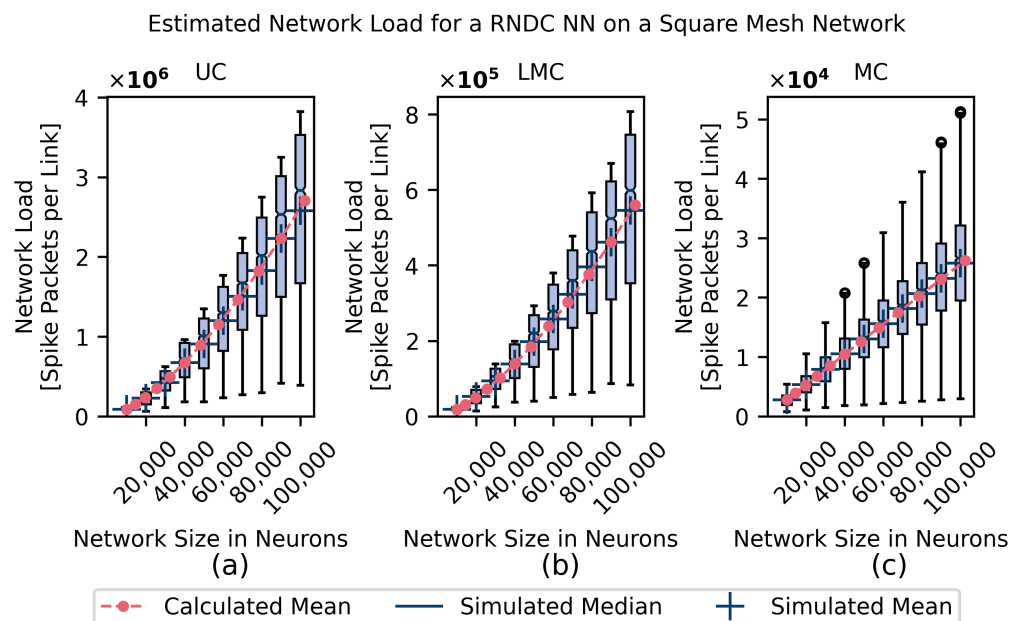 Estimated Network Load for a RNDC NN on a Square Mesh Network
×10⁶ UC
×10⁵ LMC
×10⁴ MC
Network Load
[Spike Packets per Link]
4
3
2
1
0
20,000
40,000
60,000
80,000
100,000
Network Size in Neurons
(a)
Network Load
[Spike Packets per Link]
8
6
4
2
0
20,000
40,000
60,000
80,000
100,000
Network Size in Neurons
(b)
Network Load
[Spike Packets per Link]
5
4
3
2
1
0
20,000
40,000
60,000
80,000
100,000
Network Size in Neurons
(c)
Calculated Mean
Simulated Median
Simulated Mean